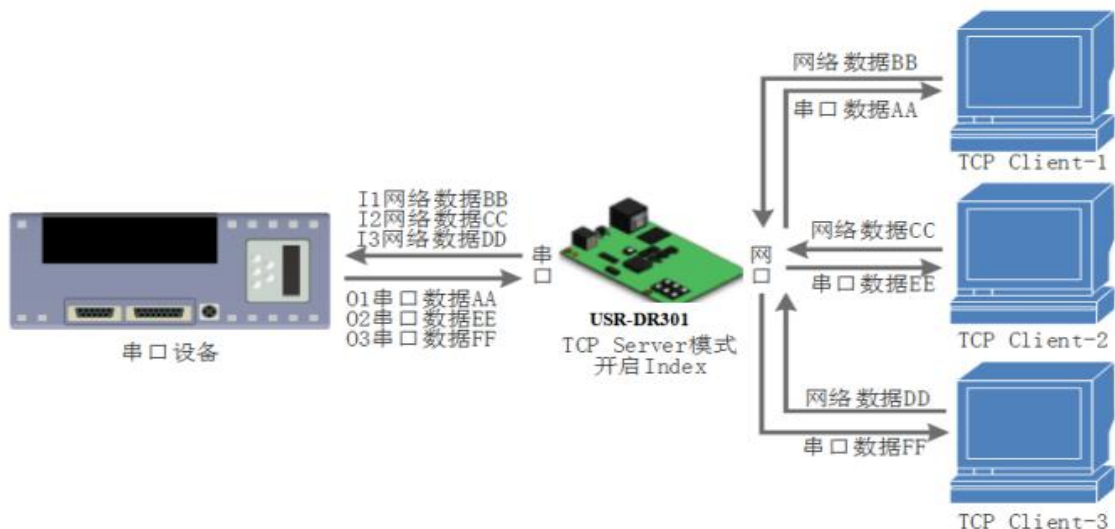 网络数据BB
串口数据AA
TCP Client-1
I1网络数据BB
I2网络数据CC
I3网络数据DD
O1串口数据AA
O2串口数据EE
O3串口数据FF
串口设备
串口
USR-DR301
TCP Server模式
开启Index
网口
网络数据CC
串口数据EE
TCP Client-2
网络数据DD
串口数据FF
TCP Client-3